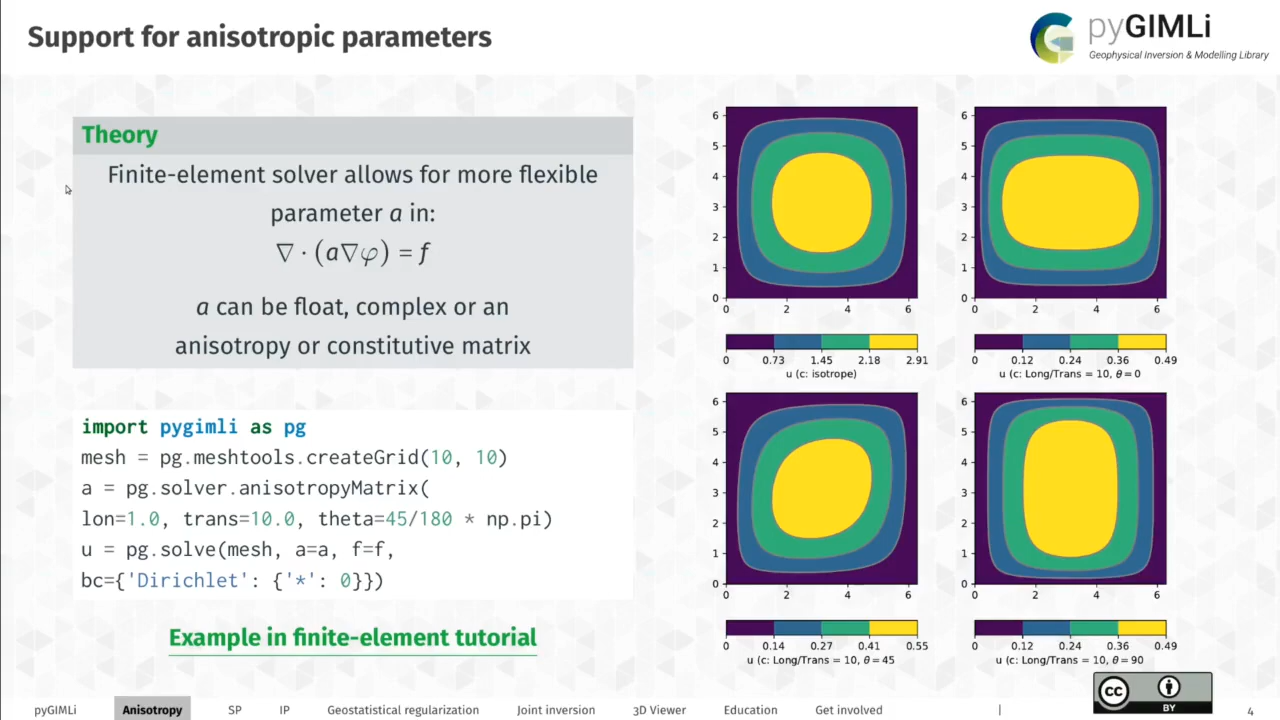 Support for anisotropic parameters
pyGIMLi
Geophysical Inversion & Modelling Library
Theory
Finite-element solver allows for more flexible
parameter a in:
∇ · (a∇φ) = f
a can be float, complex or an
anisotropy or constitutive matrix
import pygimli as pg
mesh = pg.meshtools.createGrid(10, 10)
a = pg.solver.anisotropyMatrix(
lon=1.0, trans=10.0, theta=45/180 * np.pi)
u = pg.solve(mesh, a=a, f=f,
bc={'Dirichlet': {'*': 0}})
Example in finite-element tutorial
6
5
4
3
2
1
0
0 2 4 6
0 0.73 1.45 2.18 2.91
u (c: isotrope)
6
5
4
3
2
1
0
0 2 4 6
0 0.12 0.24 0.36 0.49
u (c: Long/Trans = 10, θ = 0
6
5
4
3
2
1
0
0 2 4 6
0 0.14 0.27 0.41 0.55
u (c: Long/Trans = 10, θ = 45
6
5
4
3
2
1
0
0 2 4 6
0 0.12 0.24 0.36 0.49
u (c: Long/Trans = 10, θ = 90
cc BY
pyGIMLi Anisotropy SP IP Geostatistical regularization Joint inversion 3D Viewer Education Get involved | 4